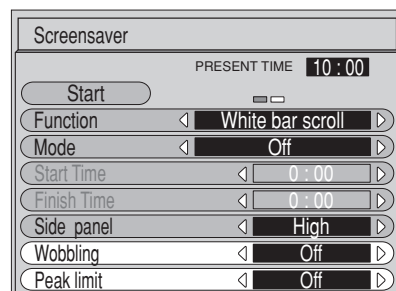 Screensaver
PRESENT TIME 10 : 00
Start
Function White bar scroll
Mode Off
Start Time 0 : 00
Finish Time 0 : 00
Side panel High
Wobbling Off
Peak limit Off